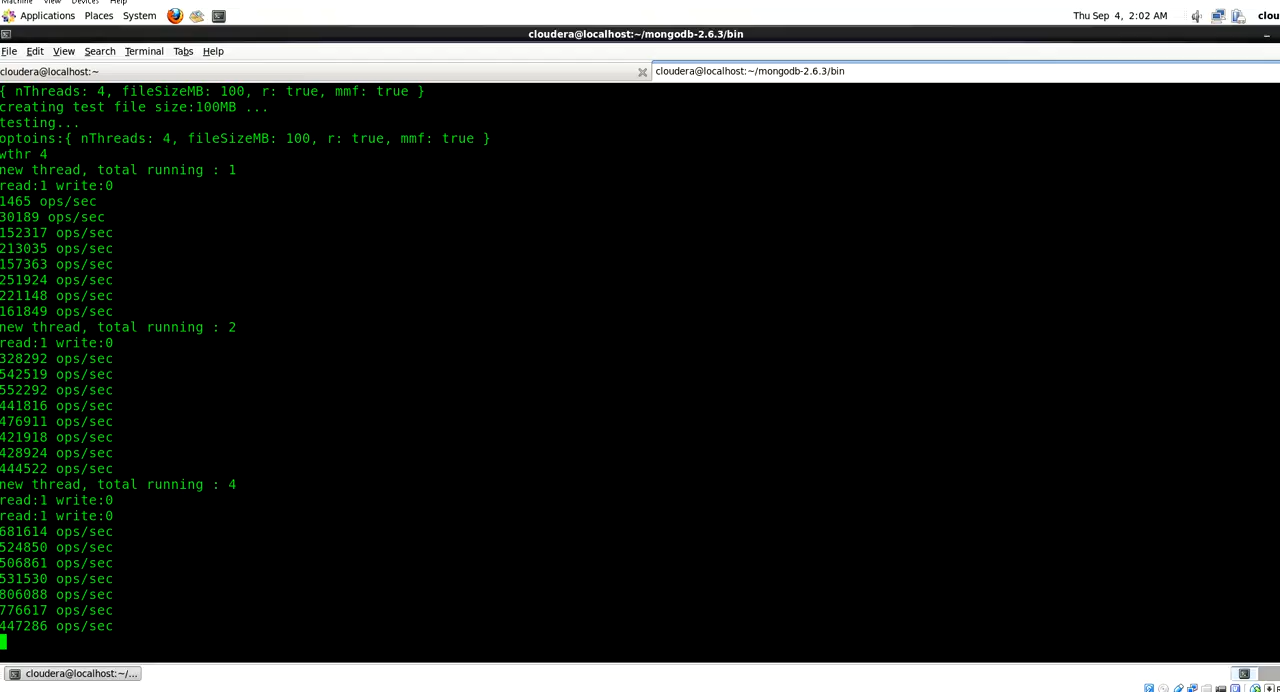 Machine View Devices Help
Applications Places System Thu Sep 4, 2:02 AM clou
cloudera@localhost:~/mongodb-2.6.3/bin
File Edit View Search Terminal Tabs Help
cloudera@localhost:~ cloudera@localhost:~/mongodb-2.6.3/bin
{ nThreads: 4, fileSizeMB: 100, r: true, mmf: true }
creating test file size:100MB ...
testing...
optoins:{ nThreads: 4, fileSizeMB: 100, r: true, mmf: true }
wthr 4
new thread, total running : 1
read:1 write:0
1465 ops/sec
30189 ops/sec
152317 ops/sec
213035 ops/sec
157363 ops/sec
251924 ops/sec
221148 ops/sec
161849 ops/sec
new thread, total running : 2
read:1 write:0
328292 ops/sec
542519 ops/sec
552292 ops/sec
441816 ops/sec
476911 ops/sec
421918 ops/sec
428924 ops/sec
444522 ops/sec
new thread, total running : 4
read:1 write:0
read:1 write:0
681614 ops/sec
524850 ops/sec
506861 ops/sec
531530 ops/sec
806088 ops/sec
776617 ops/sec
447286 ops/sec
cloudera@localhost:~/...